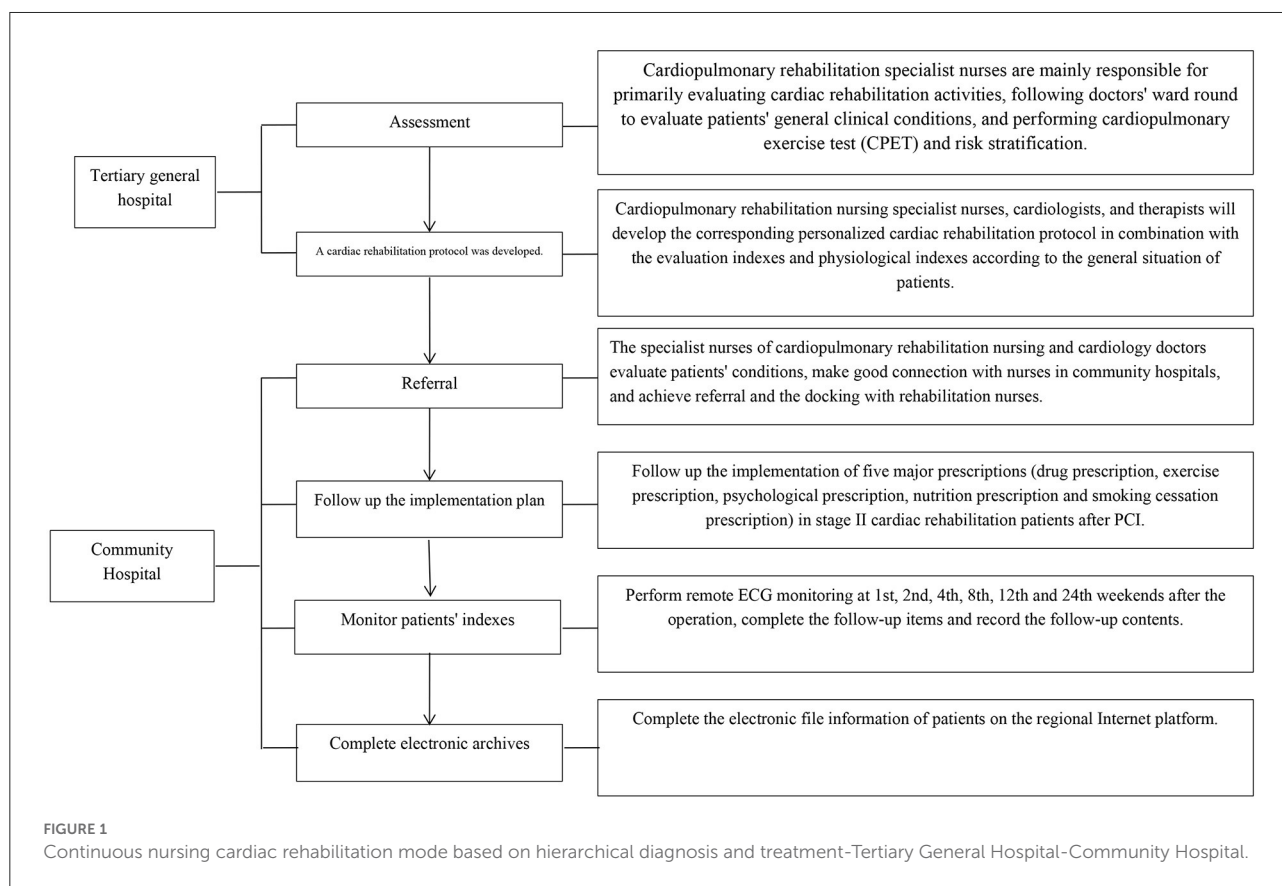 Assessment
Cardiopulmonary rehabilitation specialist nurses are mainly responsible for
primarily evaluating cardiac rehabilitation activities, following doctors' ward round
to evaluate patients' general clinical conditions, and performing cardiopulmonary
exercise test (CPET) and risk stratification.
Tertiary general
hospital
A cardiac rehabilitation protocol was developed.
Cardiopulmonary rehabilitation nursing specialist nurses, cardiologists, and therapists will
develop the corresponding personalized cardiac rehabilitation protocol in combination with
the evaluation indexes and physiological indexes according to the general situation of
patients.
Referral
The specialist nurses of cardiopulmonary rehabilitation nursing and cardiology doctors
evaluate patients' conditions, make good connection with nurses in community hospitals,
and achieve referral and the docking with rehabilitation nurses.
Follow up the implementation plan
Follow up the implementation of five major prescriptions (drug prescription, exercise
prescription, psychological prescription, nutrition prescription and smoking cessation
prescription) in stage II cardiac rehabilitation patients after PCI.
Community
Hospital
Monitor patients' indexes
Perform remote ECG monitoring at 1st, 2nd, 4th, 8th, 12th and 24th weekends after the
operation, complete the follow-up items and record the follow-up contents.
Complete electronic archives
Complete the electronic file information of patients on the regional Internet platform.
FIGURE 1
Continuous nursing cardiac rehabilitation mode based on hierarchical diagnosis and treatment-Tertiary General Hospital-Community Hospital.